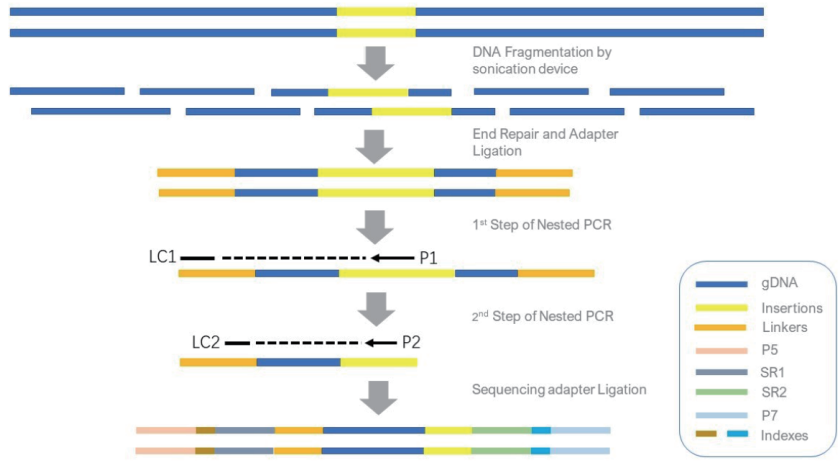 DNA Fragmentation by
sonication device
End Repair and Adapter
Ligation
1st Step of Nested PCR
LC1
P1
2nd Step of Nested PCR
LC2
P2
Sequencing adapter Ligation
gDNA
Insertions
Linkers
P5
SR1
SR2
P7
Indexes